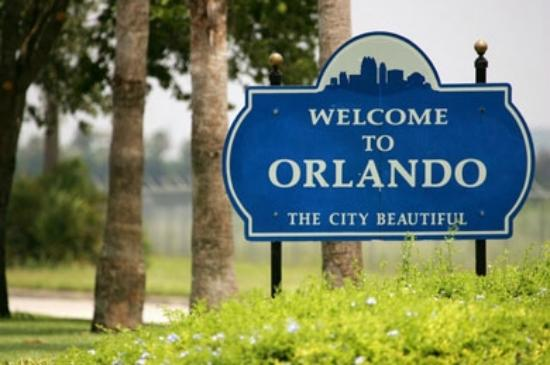 WELCOME
TO
ORLANDO
THE CITY BEAUTIFUL